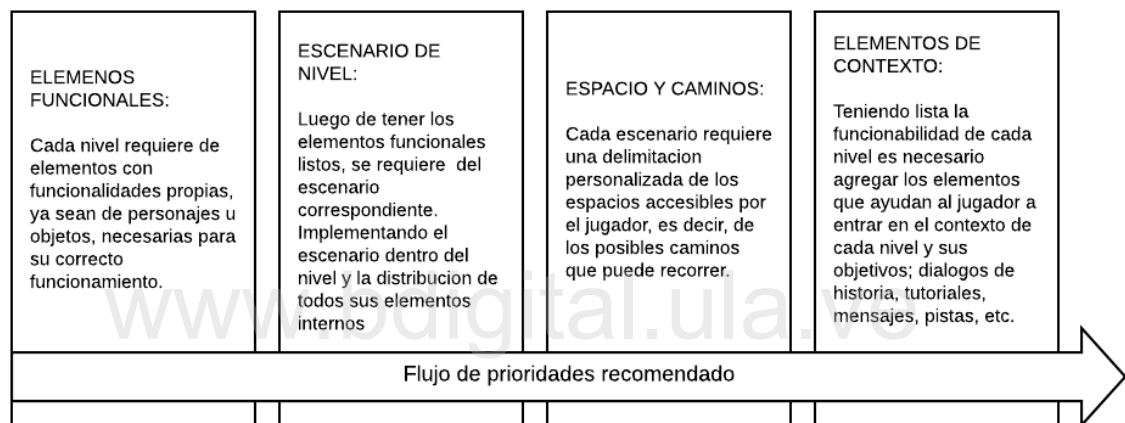 ELEMENOS
FUNCIONALES:
Cada nivel requiere de
elementos con
funcionalidades propias,
ya sean de personajes u
objetos, necesarias para
su correcto
funcionamiento.
ESCENARIO DE
NIVEL:
Luego de tener los
elementos funcionales
listos, se requiere del
escenario
correspondiente.
Implementando el
escenario dentro del
nivel y la distribución de
todos sus elementos
internos
ESPACIO Y CAMINOS:
Cada escenario requiere
una delimitacion
personalizada de los
espacios accesibles por
el jugador, es decir, de
los posibles caminos
que puede recorrer.
ELEMENTOS DE
CONTEXTO:
Teniendo lista la
funcionabilidad de cada
nivel es necesario
agregar los elementos
que ayudan al jugador a
entrar en el contexto de
cada nivel y sus
objetivos; dialogos de
historia, tutoriales,
mensajes, pistas, etc.
www.bdigital.ula.ve
Flujo de prioridades recomendado